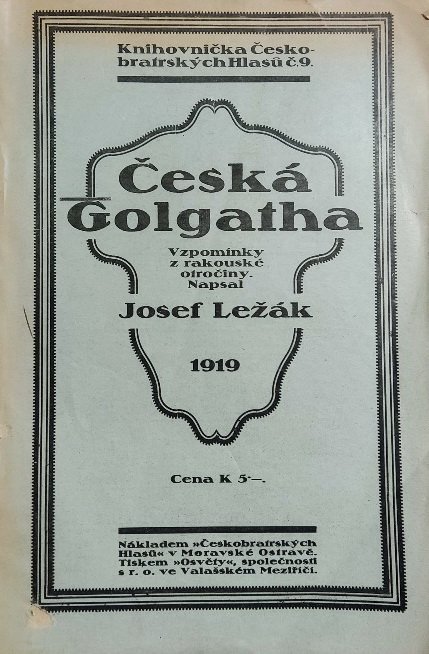 Knihovnička Česko-
bratrských Hlasů č.9.
Česká
Golgatha
Vzpomínky
z rakouské
otročiny.
Napsal
Josef Ležák
1919
Cena K 5·—.
Nákladem »Českobratrských
Hlasů« v Moravské Ostravě.
Tiskem "Osvěty", společnosti
s r. o. ve Valašském Meziříčí.